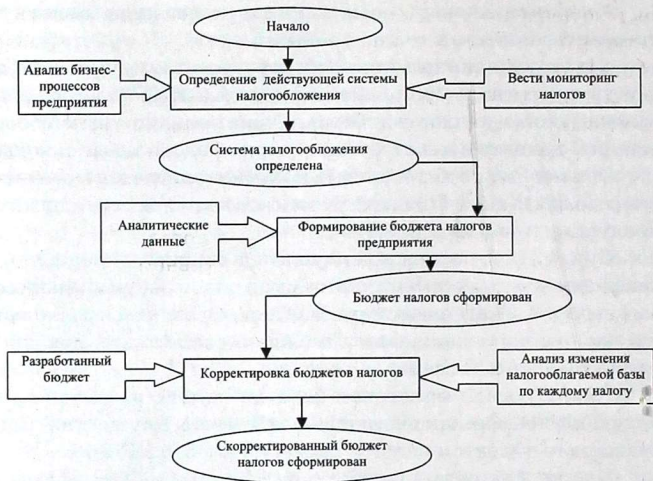 Начало
Анализ бизнес-
процессов
предприятия
Определение действующей системы
налогообложения
Вести мониторинг
налогов
Система налогообложения
определена
Аналитические
данные
Формирование бюджета налогов
предприятия
Бюджет налогов сформирован
Разработанный
бюджет
Корректировка бюджетов налогов
Анализ изменения
налогооблагаемой базы
по каждому налогу
Скорректированный бюджет
налогов сформирован